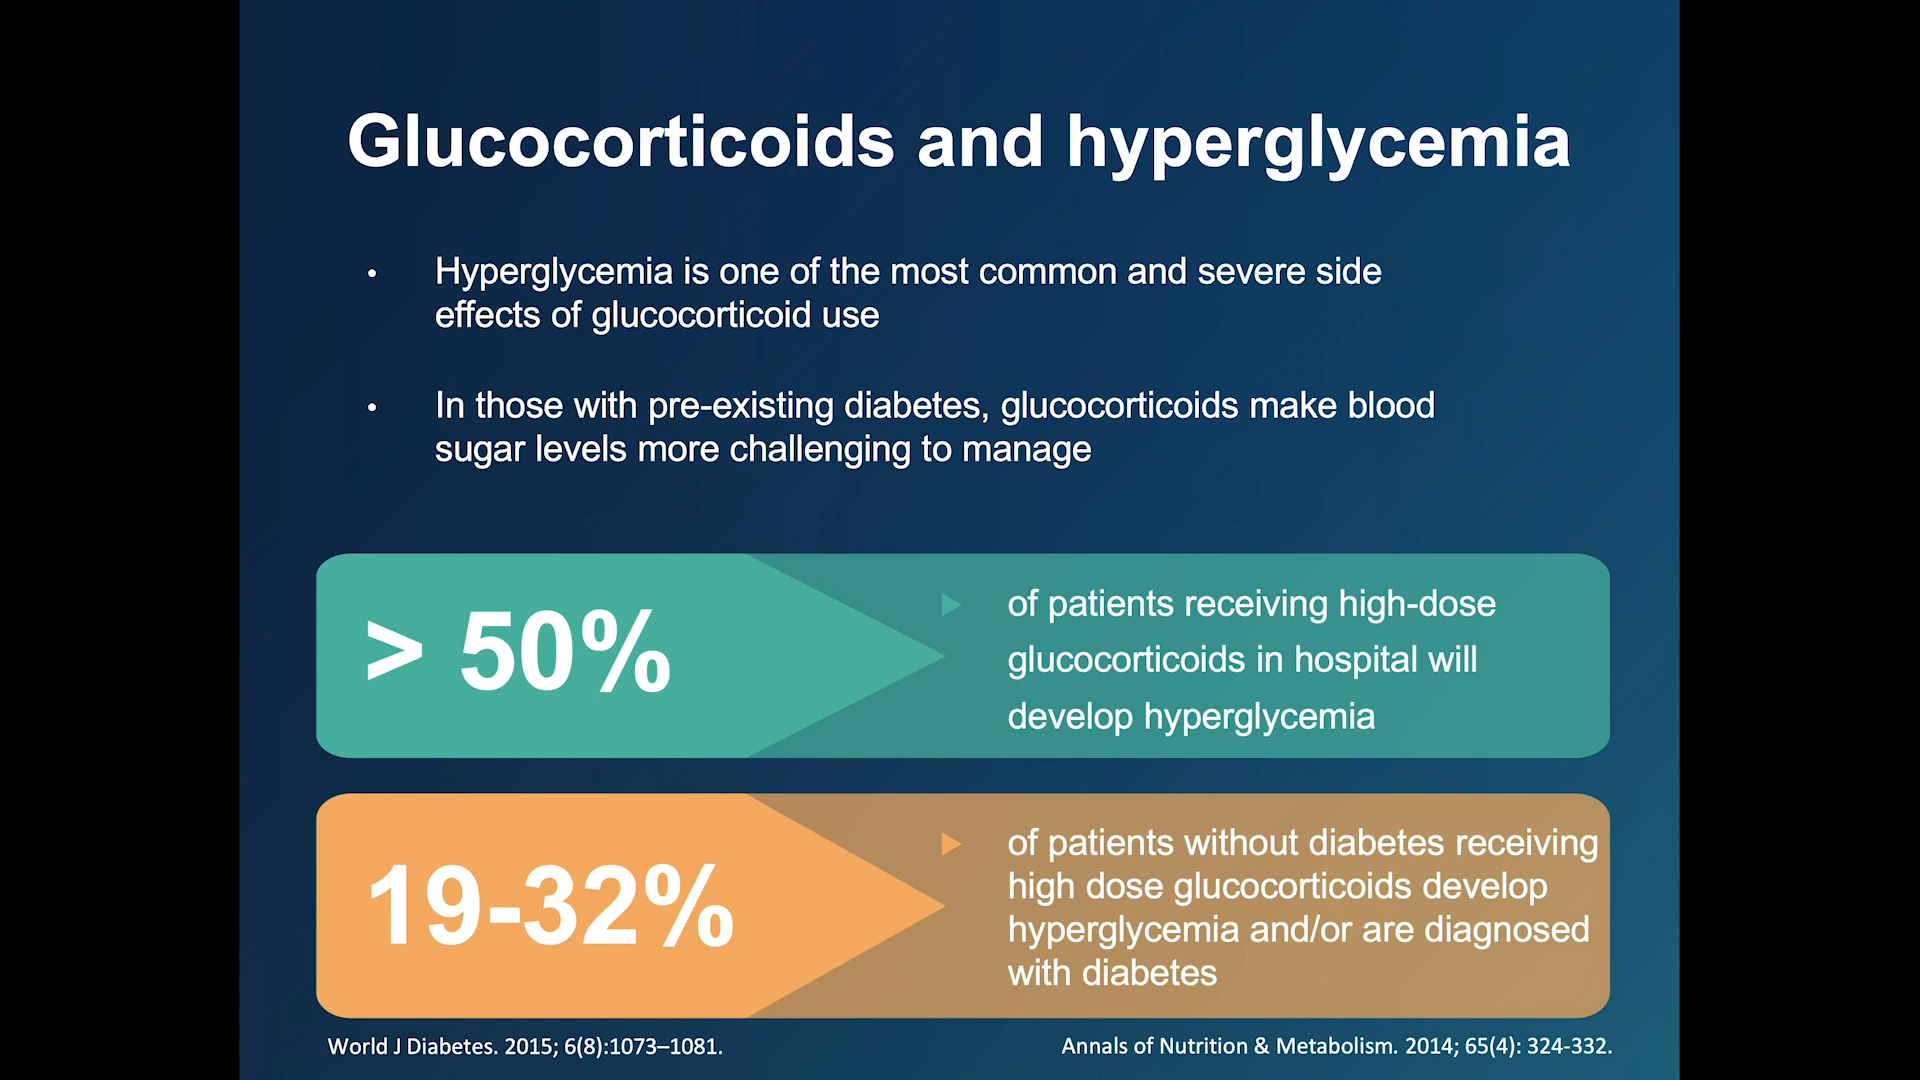 Glucocorticoids and hyperglycemia
• Hyperglycemia is one of the most common and severe side
effects of glucocorticoid use
• In those with pre-existing diabetes, glucocorticoids make blood
sugar levels more challenging to manage
> 50%
of patients receiving high-dose
glucocorticoids in hospital will
develop hyperglycemia
19-32%
of patients without diabetes receiving
high dose glucocorticoids develop
hyperglycemia and/or are diagnosed
with diabetes
World J Diabetes. 2015; 6(8):1073–1081.
Annals of Nutrition & Metabolism. 2014; 65(4): 324-332.